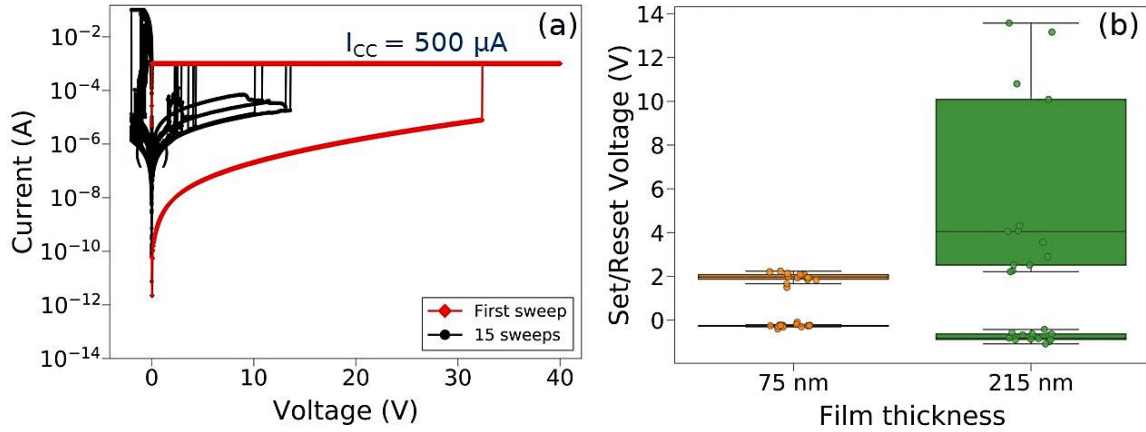 (a)
I_CC = 500 μA
10⁻²
10⁻⁴
10⁻⁶
10⁻⁸
10⁻¹⁰
10⁻¹²
10⁻¹⁴
Current (A)
First sweep
15 sweeps
0 10 20 30 40
Voltage (V)
(b)
14
12
10
8
6
4
2
0
Set/Reset Voltage (V)
75 nm 215 nm
Film thickness